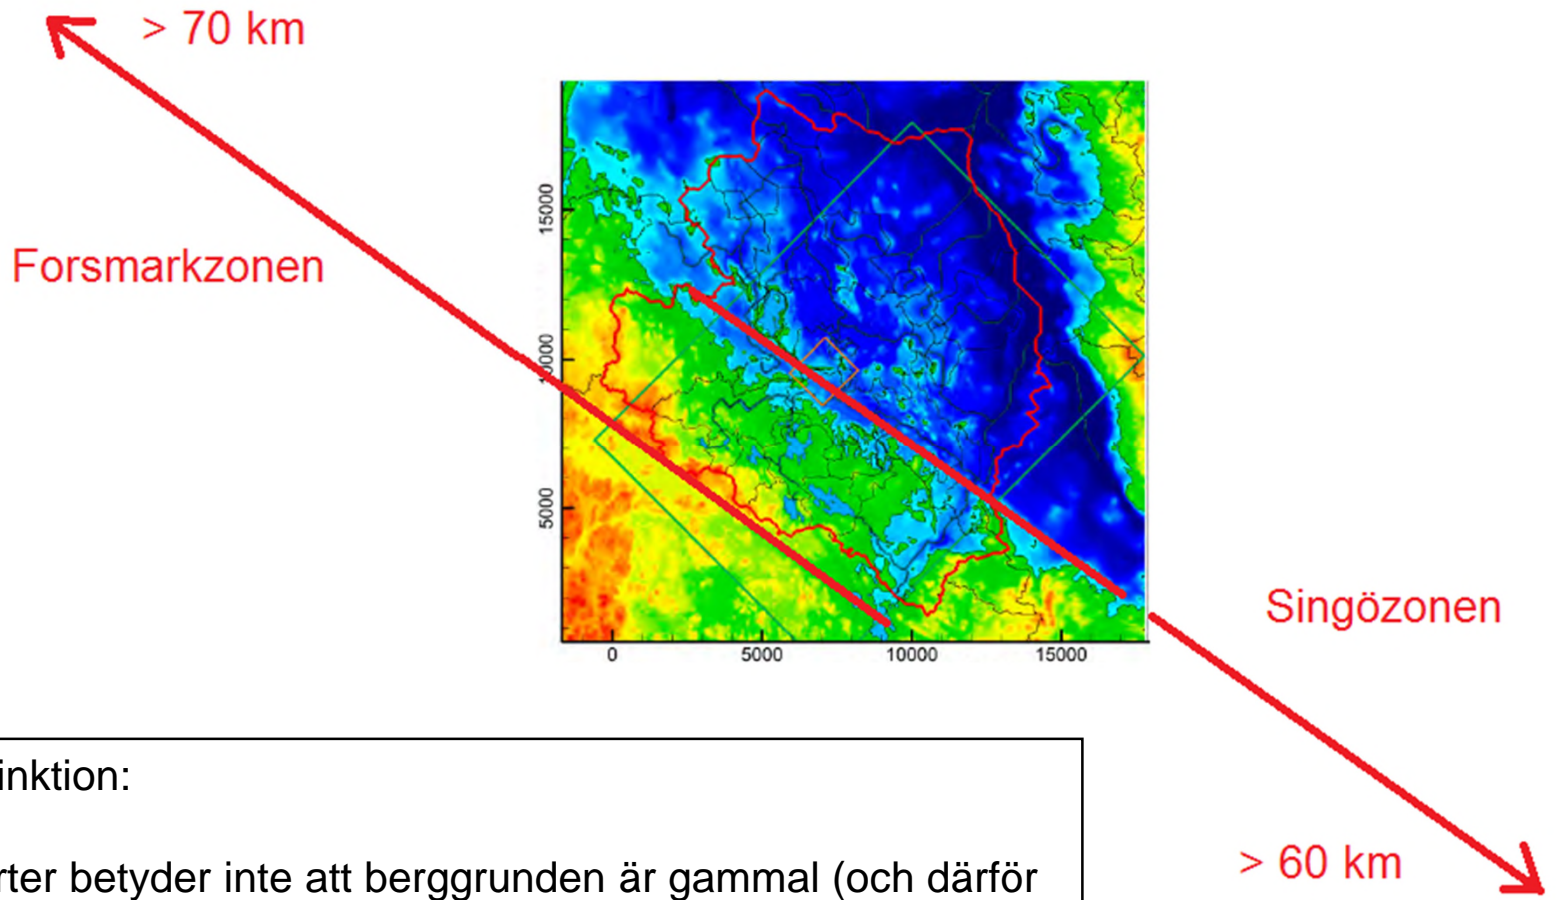 > 70 km
Forsmarkzonen
15000
10000
5000
0
5000
10000
15000
Singözonen
> 60 km
inktion:
rter betyder inte att berggrunden är gammal (och därför